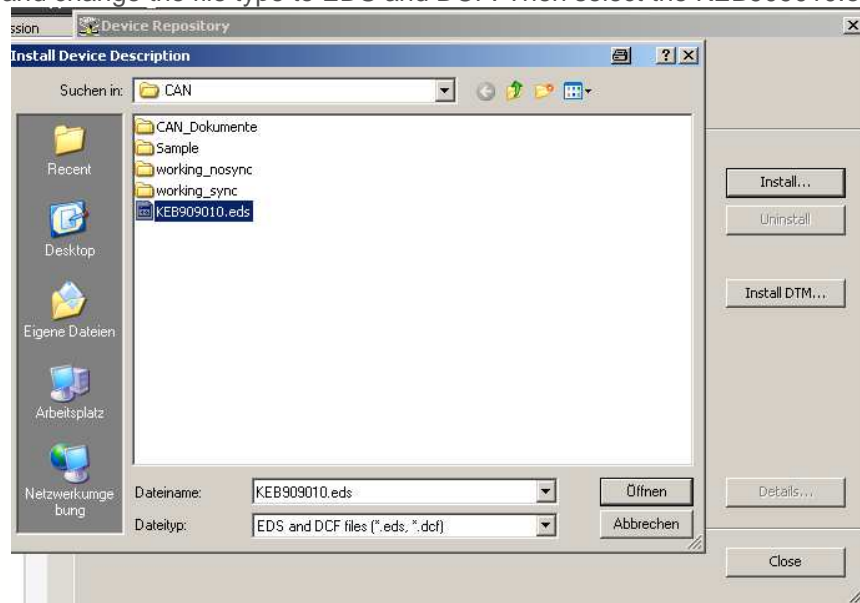 and change the file type to EDS and DCF. Then select the
ssion
Device Repository
Install Device Description
Suchen in:
CAN
Recent
Desktop
Eigene Dateien
Arbeitsplatz
Netzwerkumge
bung
CAN_Dokumente
Sample
working_nosync
working_sync
KEB909010.eds
Dateiname:
KEB909010.eds
Öffnen
Dateityp:
EDS and DCF files (*.eds, *.dcf)
Abbrechen
Install...
Uninstall
Install DTM...
Details...
Close